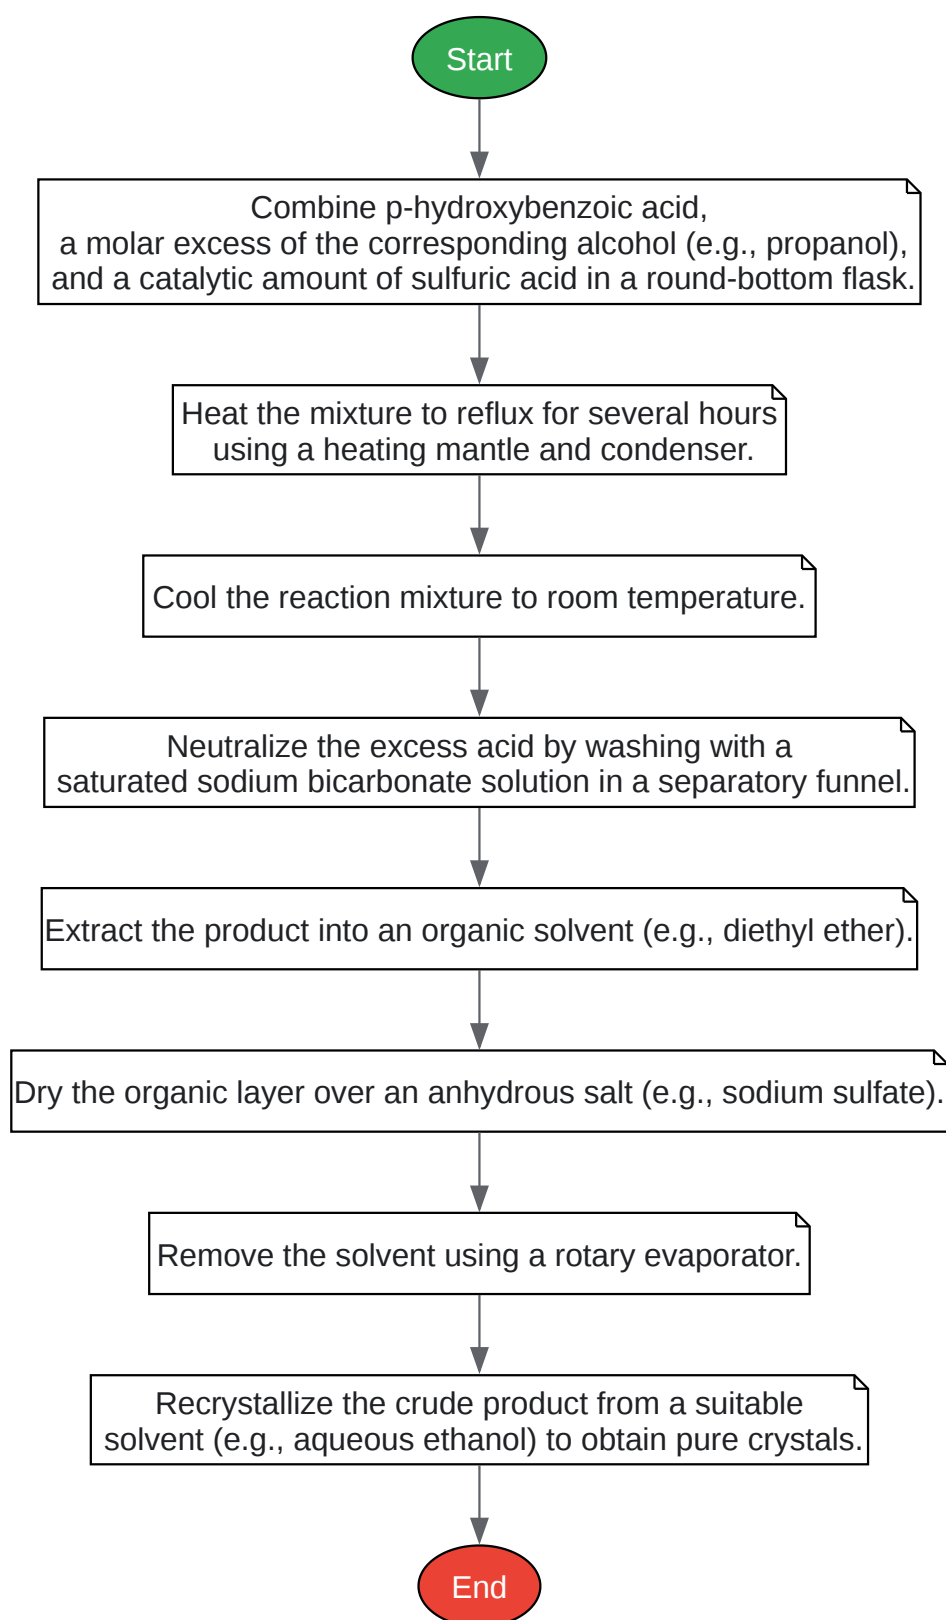 Start
Combine p-hydroxybenzoic acid,
a molar excess of the corresponding alcohol (e.g., propanol),
and a catalytic amount of sulfuric acid in a round-bottom flask.
Heat the mixture to reflux for several hours
using a heating mantle and condenser.
Cool the reaction mixture to room temperature.
Neutralize the excess acid by washing with a
saturated sodium bicarbonate solution in a separatory funnel.
Extract the product into an organic solvent (e.g., diethyl ether).
Dry the organic layer over an anhydrous salt (e.g., sodium sulfate).
Remove the solvent using a rotary evaporator.
Recrystallize the crude product from a suitable
solvent (e.g., aqueous ethanol) to obtain pure crystals.
End